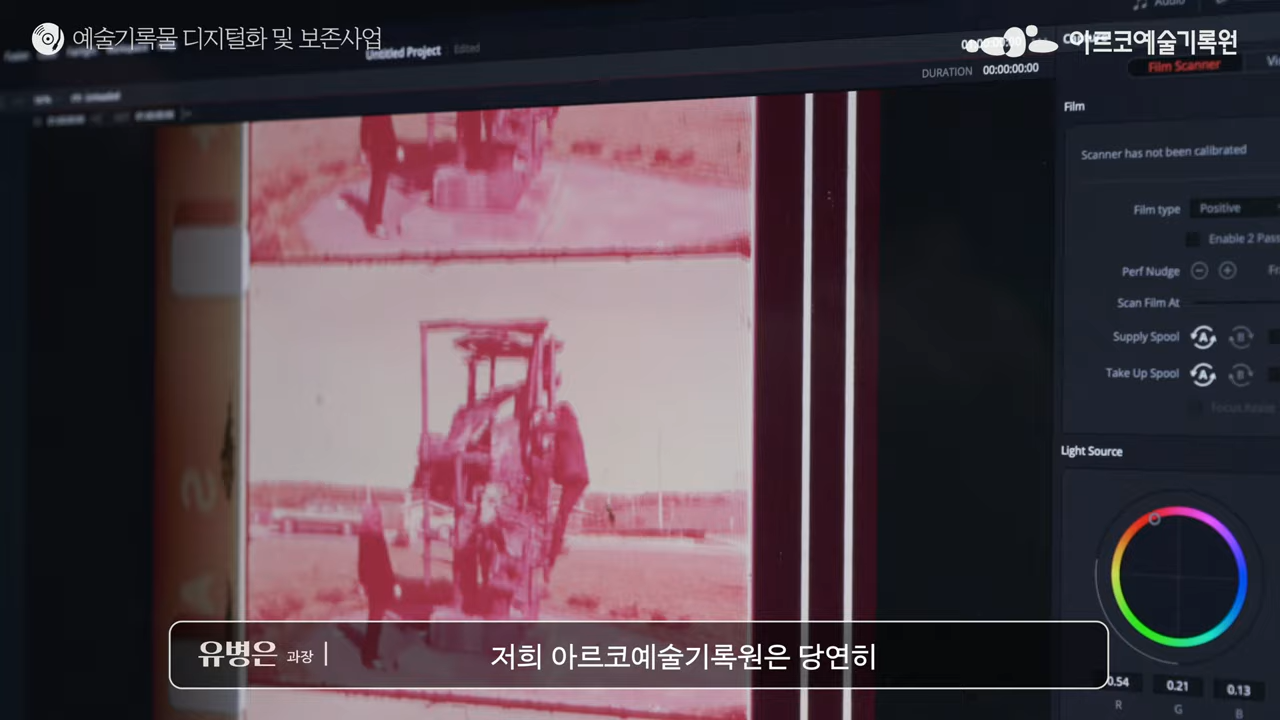 예술기록물 디지털화 및 보존사업
아르코예술기록원
Untitled Project
Edited
Audio
DURATION 00:00:00:00
Film Scanner
Film
Scanner has not been calibrated
Film type Positive
Enable 2 Pass
Perf Nudge
Scan Film At
Supply Spool A B
Take Up Spool A B
Focus Assist
Light Source
0.54 0.21 0.13
R G B
유병은 과장
저희 아르코예술기록원은 당연히